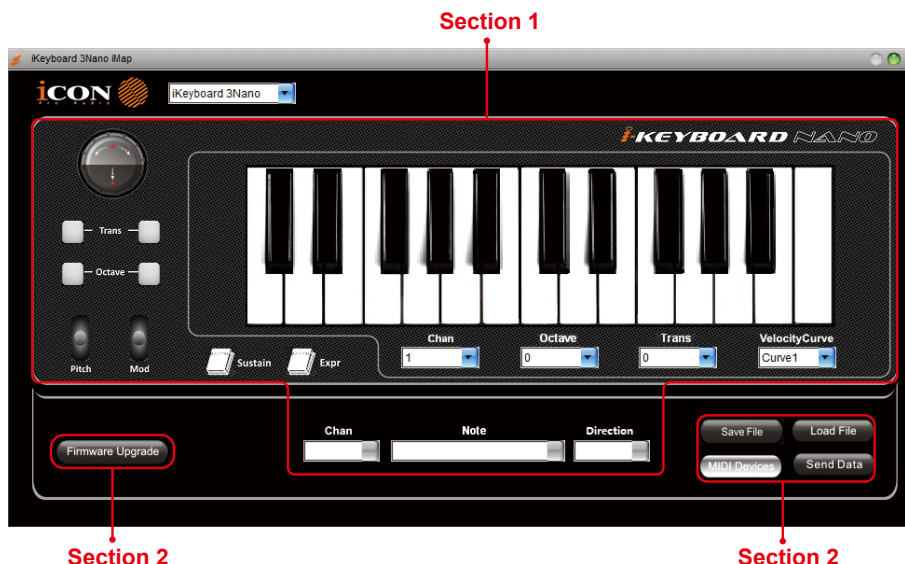 Section 1
iKeyboard 3Nano iMap
iCON
Pro Audio
iKeyboard 3Nano
i-KEYBOARD NANO
Trans
Octave
Pitch
Mod
Sustain
Expr
Chan
Octave
Trans
VelocityCurve
1
0
0
Curve1
Chan
Note
Direction
Firmware Upgrade
Save File
Load File
MIDI Devices
Send Data
Section 2
Section 2